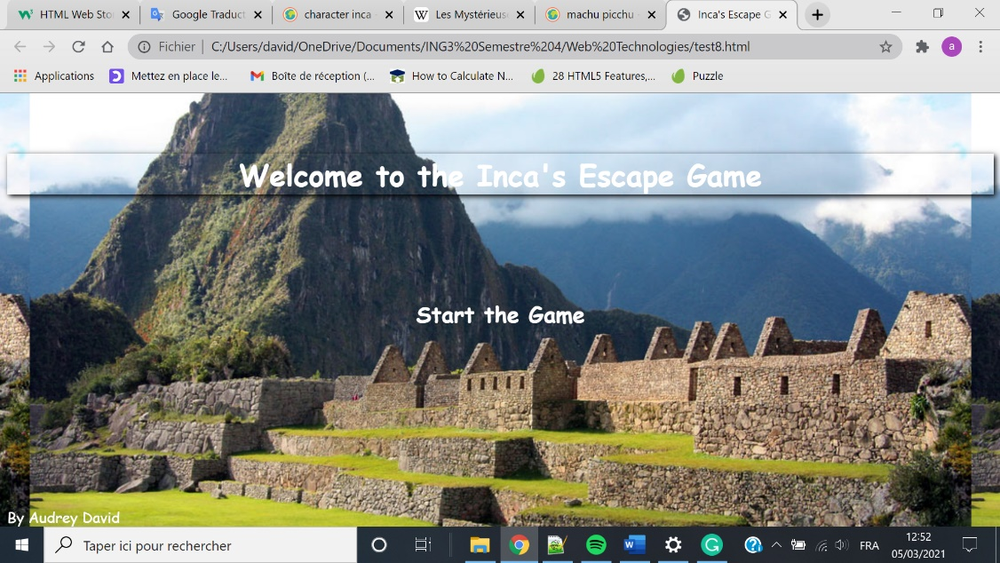 HTML Web Sto
Google Traduct
character inca
Les Mystérieus
machu picchu
Inca's Escape G
Fichier | C:/Users/david/OneDrive/Documents/ING3%20Semestre%204/Web%20Technologies/test8.html
a
Applications
Mettez en place le...
Boîte de réception (...
How to Calculate N...
28 HTML5 Features,...
Puzzle
Welcome to the Inca's Escape Game
Start the Game
By Audrey David
Taper ici pour rechercher
FRA
12:52
05/03/2021